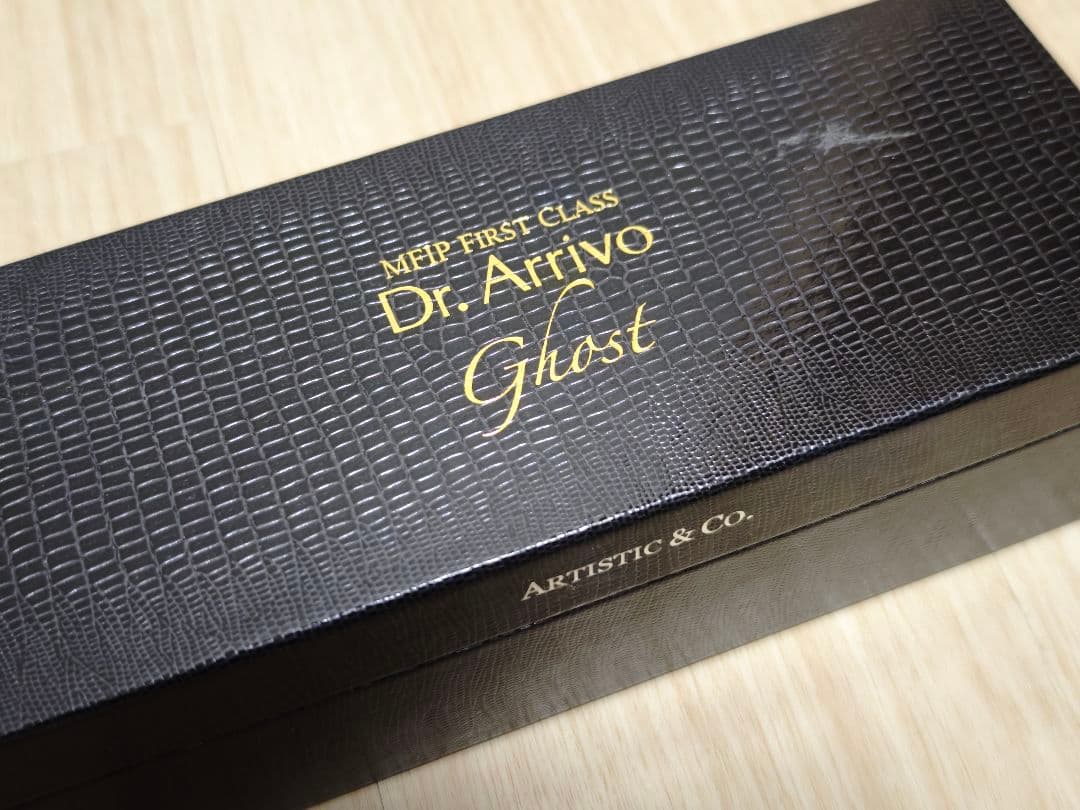 MFIP FIRST CLASS
Dr. Arrivo
Ghost
ARTISTIC & CO.